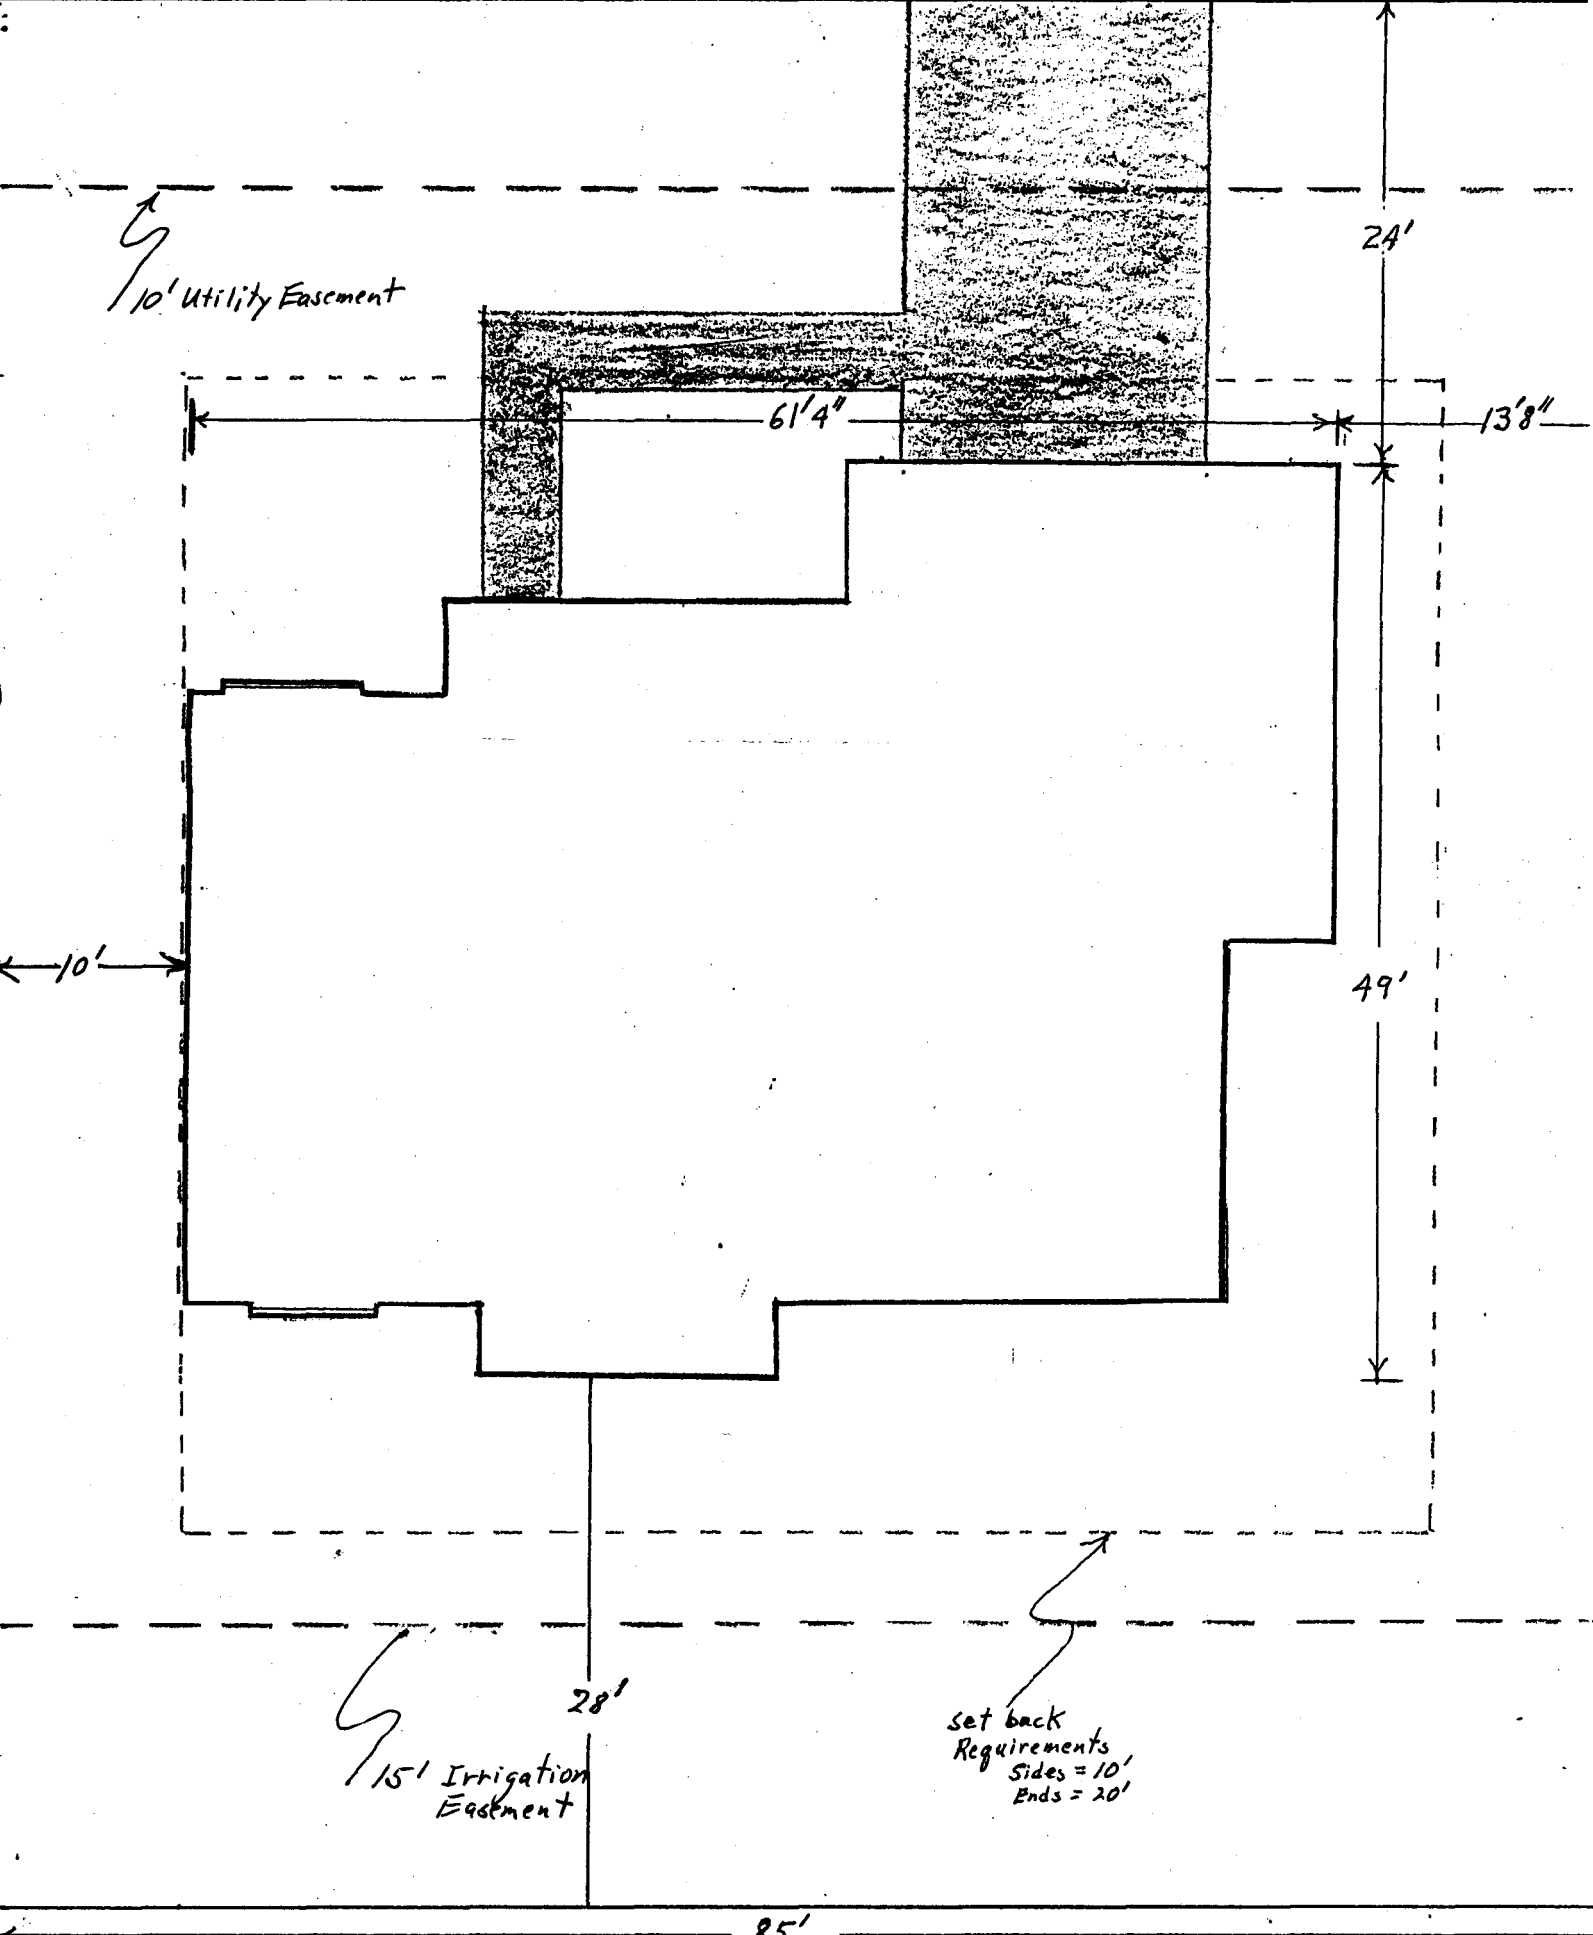 24'
10' Utility Easement
61'4"
13'8"
10'
49'
28'
set back
Requirements
Sides = 10'
Ends = 20'
15' Irrigation
Easement
85'